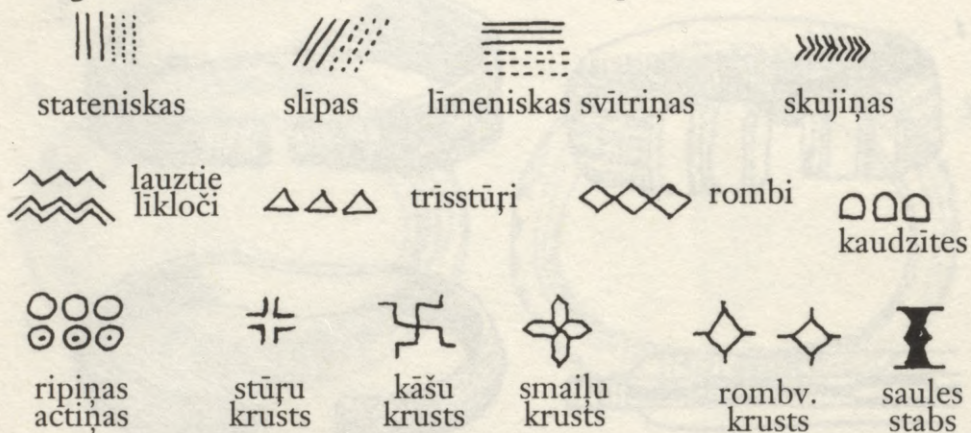 stateniskas slīpas līmeniskas svītriņas skujiņas
lauztie
līkloči
trīsstūŗi
rombi
kaudzītes
ripiņas stūŗu kāšu smaiļu rombv. saules
actiņas krusts krusts krusts krusts stabs